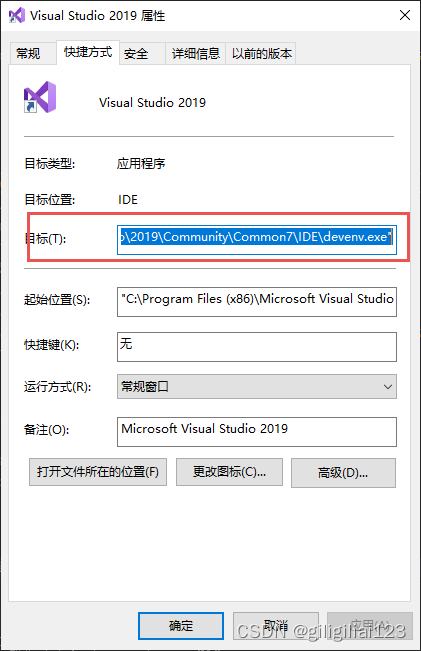 Visual Studio 2019 属性
常规 快捷方式 安全 详细信息 以前的版本
Visual Studio 2019
目标类型: 应用程序
目标位置: IDE
目标(T): o\2019\Community\Common7\IDE\devenv.exe"
起始位置(S): "C:\Program Files (x86)\Microsoft Visual Studio
快捷键(K): 无
运行方式(R): 常规窗口
备注(O): Microsoft Visual Studio 2019
打开文件所在的位置(F) 更改图标(C)... 高级(D)...
确定 取消 应用(A)
CSDN @giligiliai123